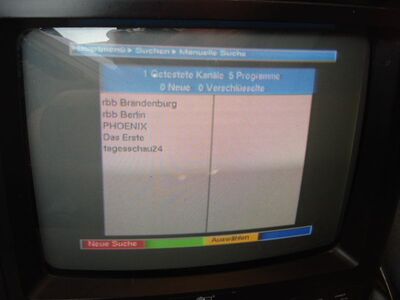 Hauptmenü ▸ Suchen ▸ Manuelle Suche
1 Getestete Kanäle 5 Programme
0 Neue 0 Verschlüsselte
rbb Brandenburg
rbb Berlin
PHOENIX
Das Erste
tagesschau24
Neue Suche
Auswählen